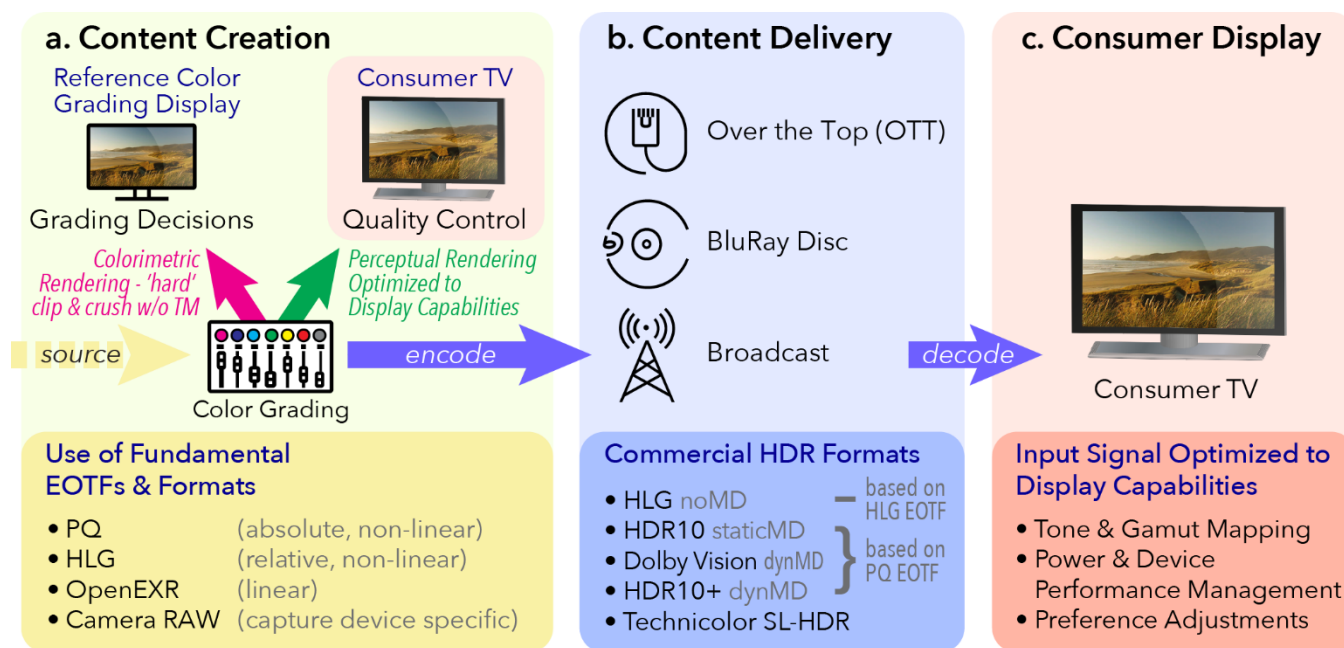 a. Content Creation
Reference Color
Grading Display
Grading Decisions
Consumer TV
Quality Control
Colorimetric
Rendering - 'hard'
clip & crush w/o TM
Perceptual Rendering
Optimized to
Display Capabilities
source
Color Grading
encode
Use of Fundamental
EOTFs & Formats
• PQ (absolute, non-linear)
• HLG (relative, non-linear)
• OpenEXR (linear)
• Camera RAW (capture device specific)
b. Content Delivery
Over the Top (OTT)
BluRay Disc
Broadcast
decode
Commercial HDR Formats
• HLG noMD
• HDR10 staticMD
• Dolby Vision dynMD
• HDR10+ dynMD
• Technicolor SL-HDR
– based on
HLG EOTF
} based on
PQ EOTF
c. Consumer Display
Consumer TV
Input Signal Optimized to
Display Capabilities
• Tone & Gamut Mapping
• Power & Device
Performance Management
• Preference Adjustments